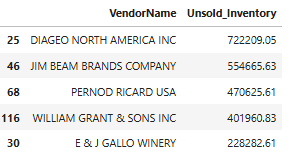 VendorName Unsold_Inventory
25 DIAGEO NORTH AMERICA INC 722209.05
46 JIM BEAM BRANDS COMPANY 554665.63
68 PERNOD RICARD USA 470625.61
116 WILLIAM GRANT & SONS INC 401960.83
30 E & J GALLO WINERY 228282.61